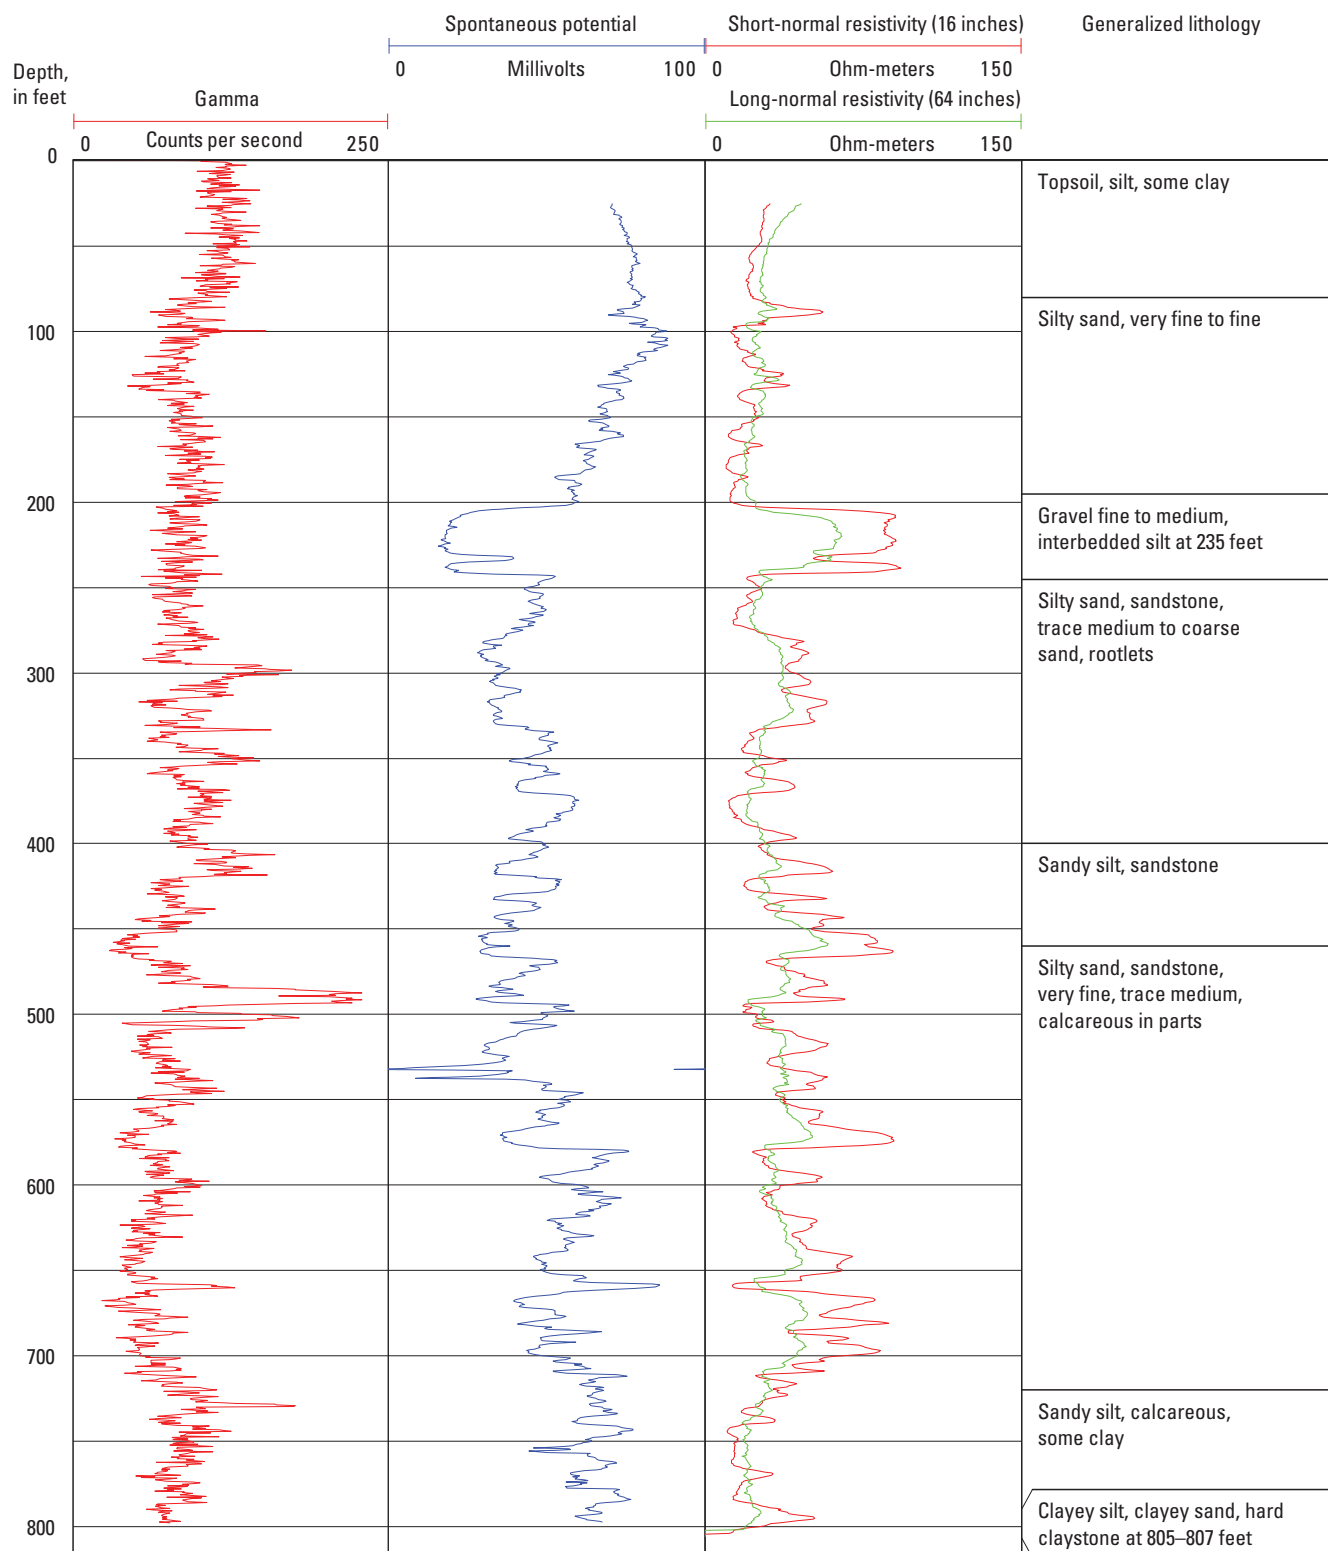 Spontaneous potential
Short-normal resistivity (16 inches)
Generalized lithology
0 Millivolts 100
0 Ohm-meters 150
Depth,
in feet
Gamma
Long-normal resistivity (64 inches)
0 Counts per second 250
0 Ohm-meters 150
0
Topsoil, silt, some clay
Silty sand, very fine to fine
100
200
Gravel fine to medium,
interbedded silt at 235 feet
Silty sand, sandstone,
trace medium to coarse
sand, rootlets
300
400
Sandy silt, sandstone
Silty sand, sandstone,
very fine, trace medium,
calcareous in parts
500
600
700
Sandy silt, calcareous,
some clay
Clayey silt, clayey sand, hard
claystone at 805–807 feet
800